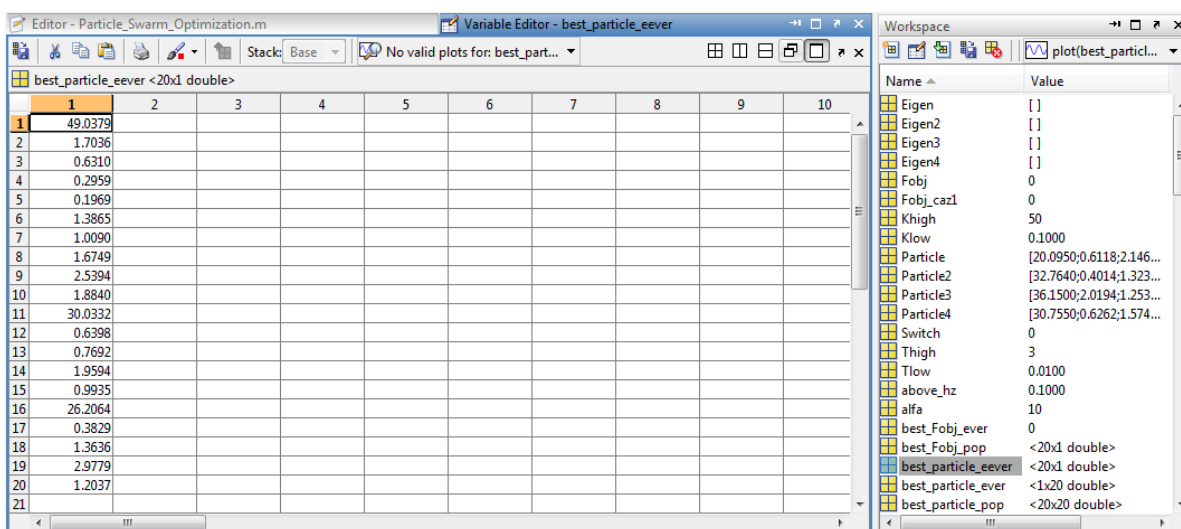 Editor - Particle_Swarm_Optimization.m
Variable Editor - best_particle_eever
Stack: Base
No valid plots for: best_part...
best_particle_eever <20x1 double>
1 2 3 4 5 6 7 8 9 10
1 49.0379
2 1.7036
3 0.6310
4 0.2959
5 0.1969
6 1.3865
7 1.0090
8 1.6749
9 2.5394
10 1.8840
11 30.0332
12 0.6398
13 0.7692
14 1.9594
15 0.9935
16 26.2064
17 0.3829
18 1.3636
19 2.9779
20 1.2037
21
Workspace
plot(best_particl...
Name Value
Eigen [ ]
Eigen2 [ ]
Eigen3 [ ]
Eigen4 [ ]
Fobj 0
Fobj_caz1 0
Khigh 50
Klow 0.1000
Particle [20.0950;0.6118;2.146...
Particle2 [32.7640;0.4014;1.323...
Particle3 [36.1500;2.0194;1.253...
Particle4 [30.7550;0.6262;1.574...
Switch 0
Thigh 3
Tlow 0.0100
above_hz 0.1000
alfa 10
best_Fobj_ever 0
best_Fobj_pop <20x1 double>
best_particle_eever <20x1 double>
best_particle_ever <1x20 double>
best_particle_pop <20x20 double>